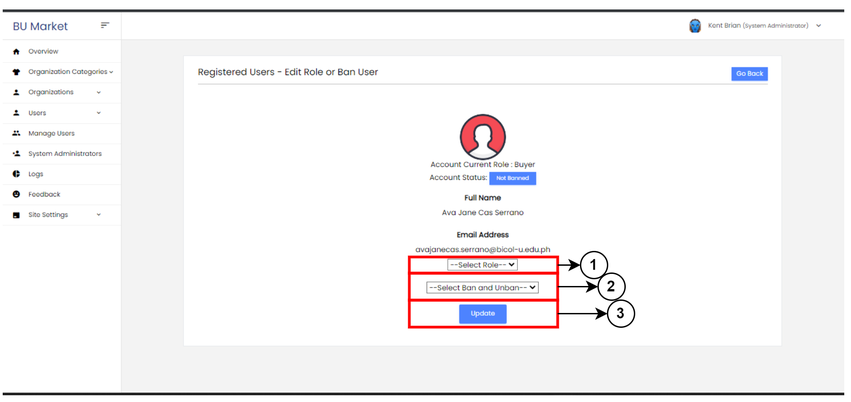 BU Market
Kent Brian (System Administrator)
Overview
Organization Categories
Organizations
Users
Manage Users
System Administrators
Logs
Feedback
Site Settings
Registered Users - Edit Role or Ban User
Go Back
Account Current Role : Buyer
Account Status: Not Banned
Full Name
Ava Jane Cas Serrano
Email Address
avajanecas.serrano@bicol-u.edu.ph
--Select Role-- 1
--Select Ban and Unban-- 2
Update 3